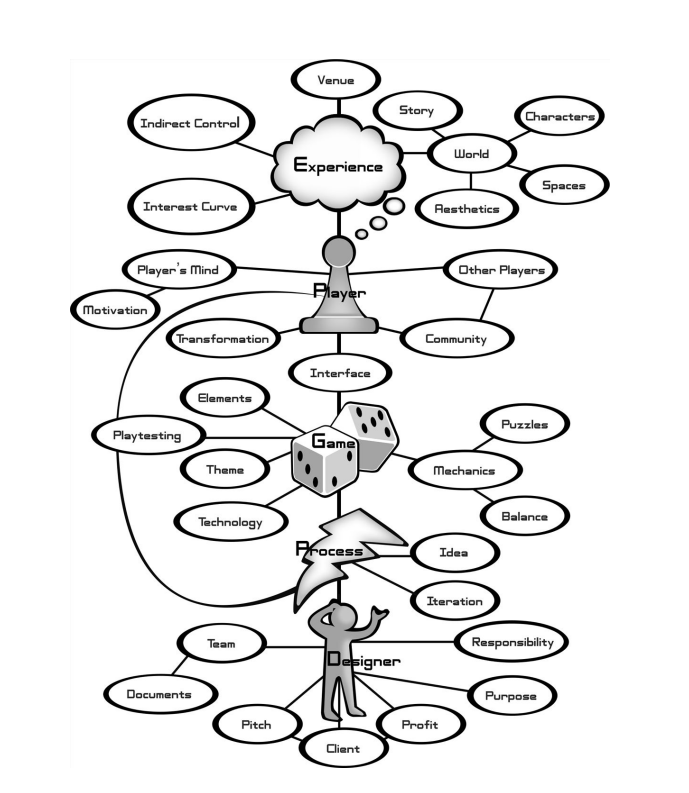 Venue
Story
Characters
Indirect Control
World
Experience
Spaces
Interest Curve
Aesthetics
Player's Mind
Other Players
Player
Motivation
Transformation
Community
Interface
Elements
Puzzles
Playtesting
Game
Theme
Mechanics
Technology
Balance
Process
Idea
Iteration
Team
Responsibility
Designer
Documents
Purpose
Pitch
Profit
Client